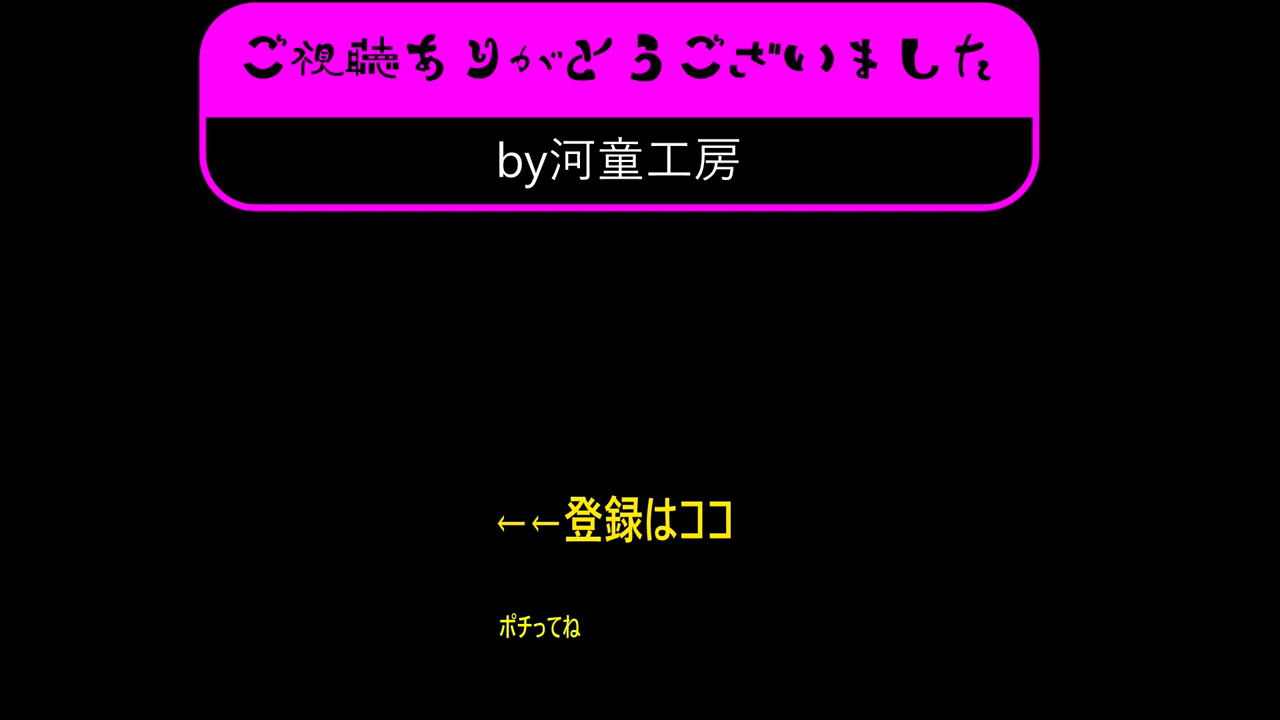 ご視聴ありがとうございました
by河童工房
←←登録はココ
ポチってね